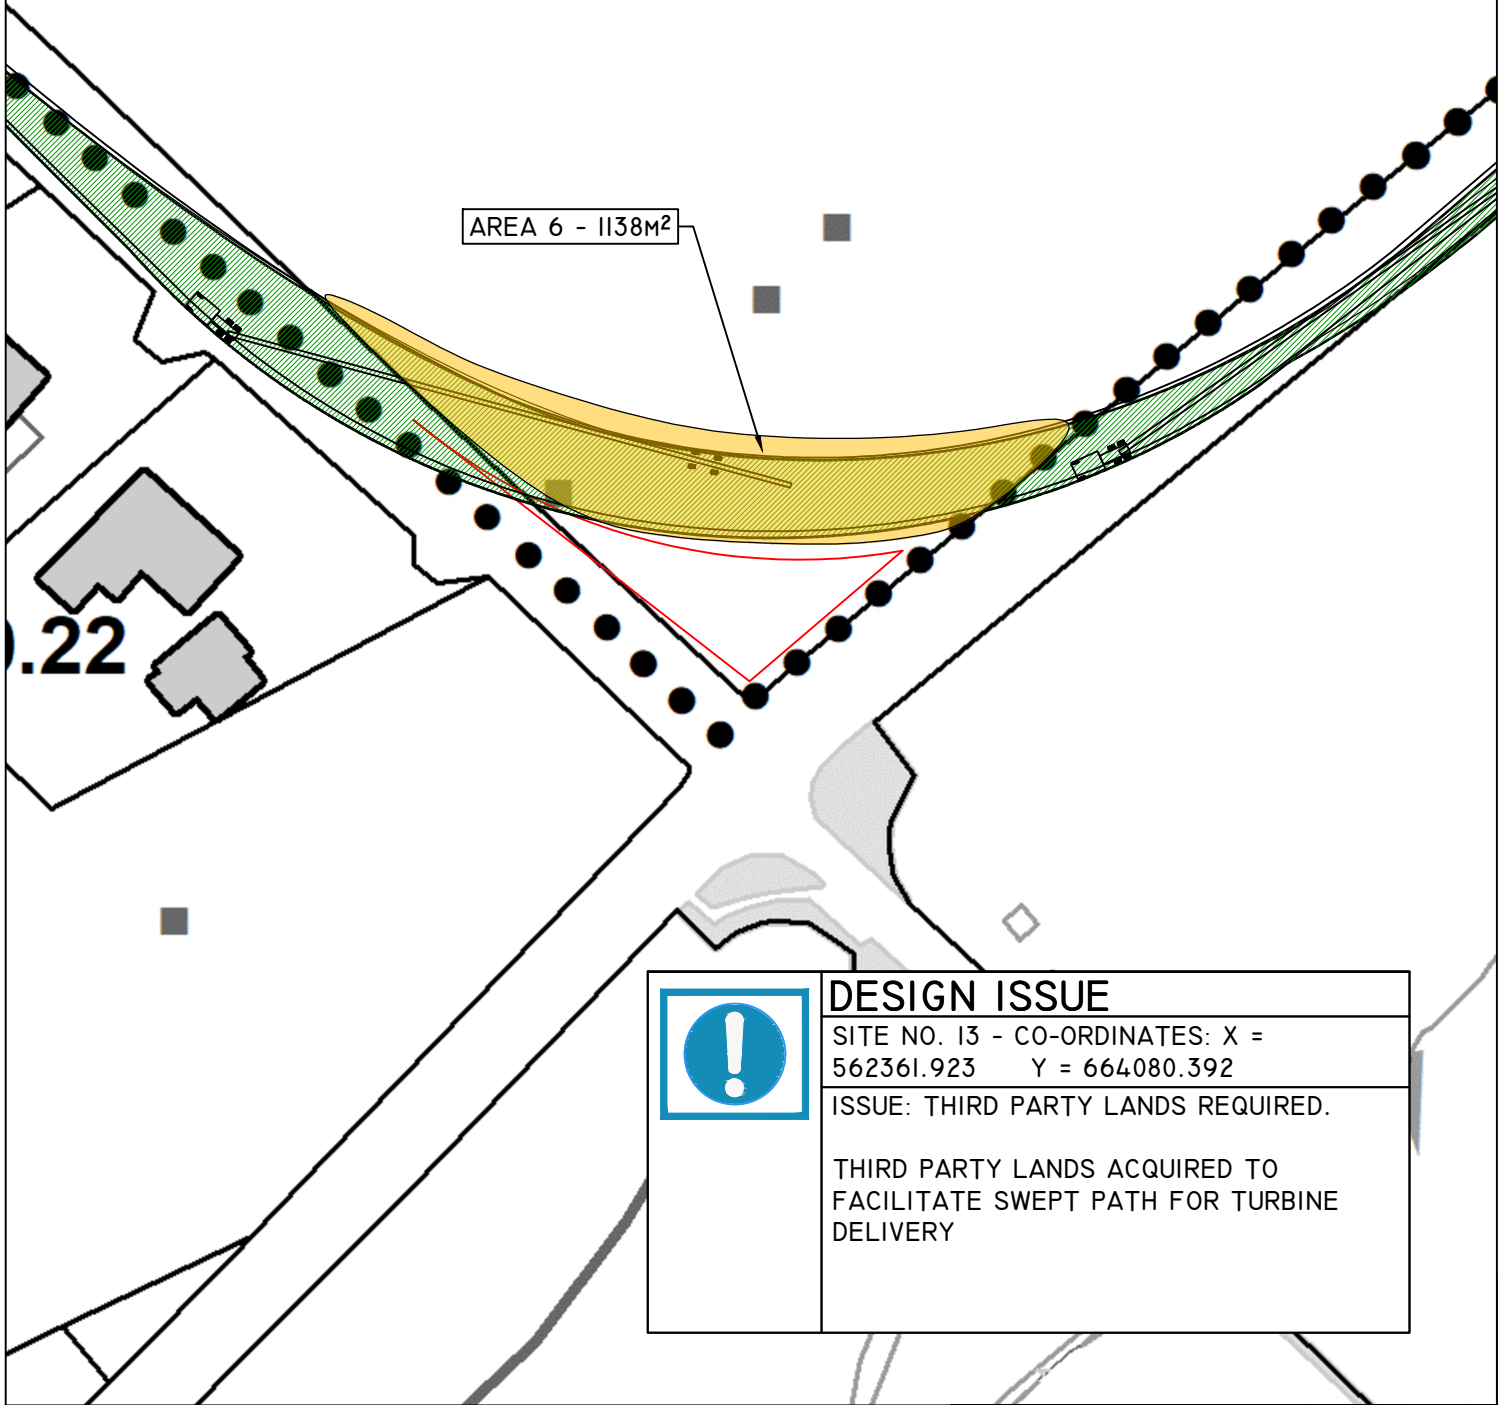 AREA 6 - 1138M²
.22
DESIGN ISSUE
SITE NO. 13 - CO-ORDINATES: X =
562361.923 Y = 664080.392
ISSUE: THIRD PARTY LANDS REQUIRED.
THIRD PARTY LANDS ACQUIRED TO
FACILITATE SWEPT PATH FOR TURBINE
DELIVERY